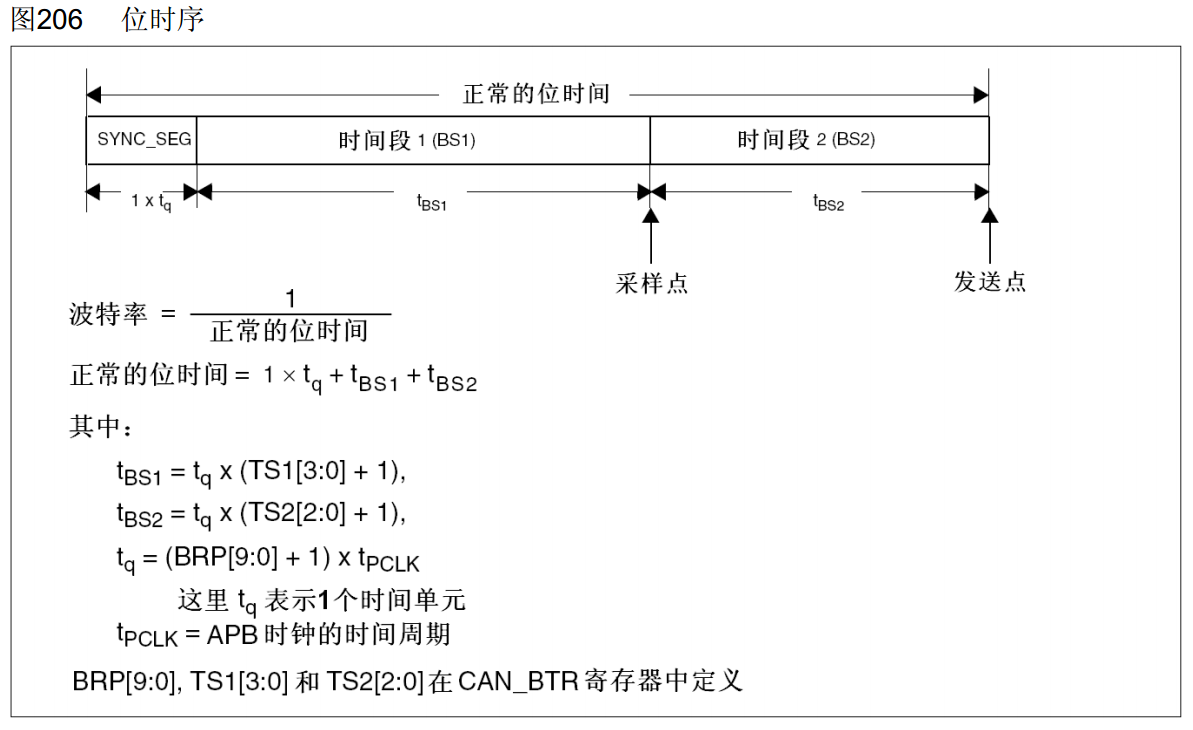 图206 位时序
正常的位时间
SYNC_SEG 时间段 1 (BS1) 时间段 2 (BS2)
1 x tq tBS1 tBS2
采样点 发送点
波特率 = 1
正常的位时间
正常的位时间 = 1 × tq + tBS1 + tBS2
其中：
tBS1 = tq x (TS1[3:0] + 1),
tBS2 = tq x (TS2[2:0] + 1),
tq = (BRP[9:0] + 1) x tPCLK
这里 tq 表示1个时间单元
tPCLK = APB 时钟的时间周期
BRP[9:0], TS1[3:0] 和 TS2[2:0] 在 CAN_BTR 寄存器中定义